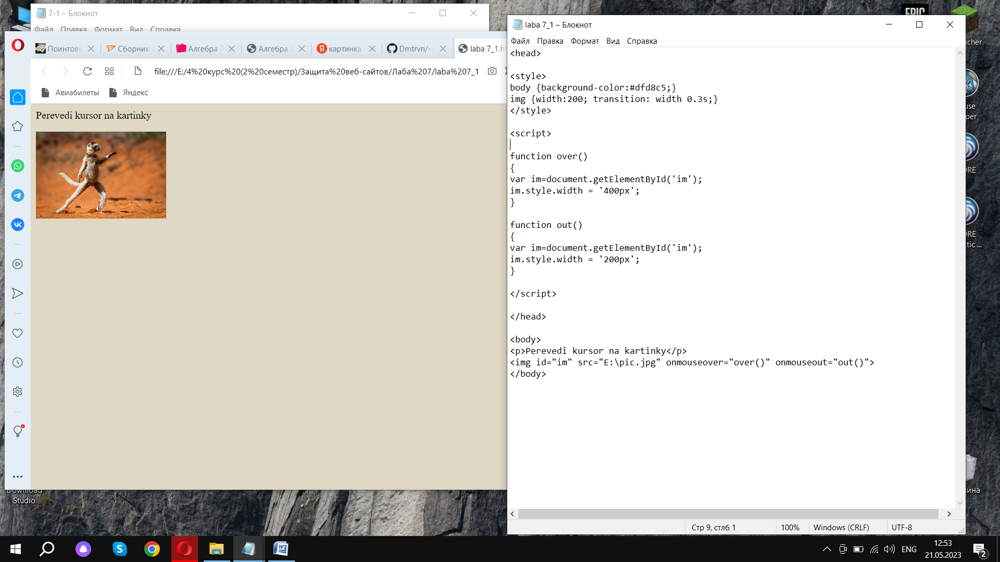 7-1 – Блокнот
Файл Правка Формат Вид Справка
Поинтовы
Сборник
Алгебра 7
Алгебра 7
картинка
Dmtrvn/--
laba 7_1.h
file:///E:/4%20курс%20(2%20семестр)/Защита%20веб-сайтов/Лаба%207/laba%207_1
Авиабилеты Яндекс
Perevedi kursor na kartinky
laba 7_1 – Блокнот
Файл Правка Формат Вид Справка
<head>
<style>
body {background-color:#dfd8c5;}
img {width:200; transition: width 0.3s;}
</style>
<script>
function over()
{
var im=document.getElementById('im');
im.style.width = '400px';
}
function out()
{
var im=document.getElementById('im');
im.style.width = '200px';
}
</script>
</head>
<body>
<p>Perevedi kursor na kartinky</p>
<img id="im" src="E:\pic.jpg" onmouseover="over()" onmouseout="out()">
</body>
Стр 9, стлб 1 100% Windows (CRLF) UTF-8
EPIC
Download
Studio
ENG
12:53
21.05.2023
2